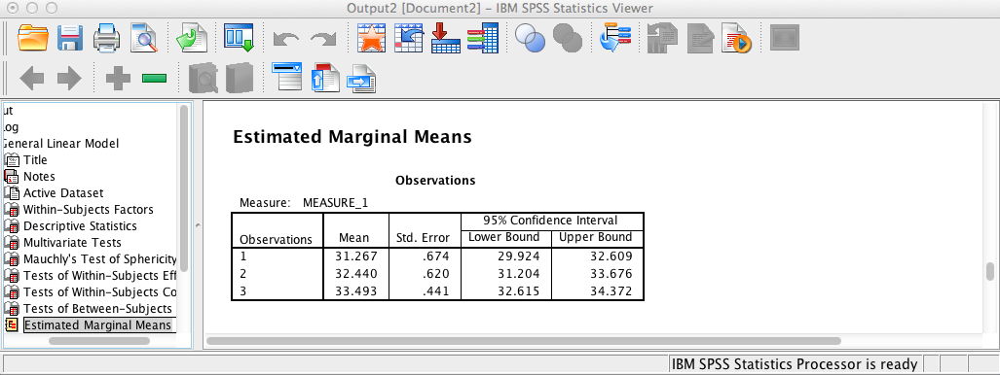 Output2 [Document2] – IBM SPSS Statistics Viewer
ut
.og
General Linear Model
Title
Notes
Active Dataset
Within-Subjects Factors
Descriptive Statistics
Multivariate Tests
Mauchly's Test of Sphericity
Tests of Within-Subjects Eff
Tests of Within-Subjects Co
Tests of Between-Subjects
Estimated Marginal Means
Estimated Marginal Means
Observations
Measure: MEASURE_1
95% Confidence Interval
Observations Mean Std. Error Lower Bound Upper Bound
1 31.267 .674 29.924 32.609
2 32.440 .620 31.204 33.676
3 33.493 .441 32.615 34.372
IBM SPSS Statistics Processor is ready